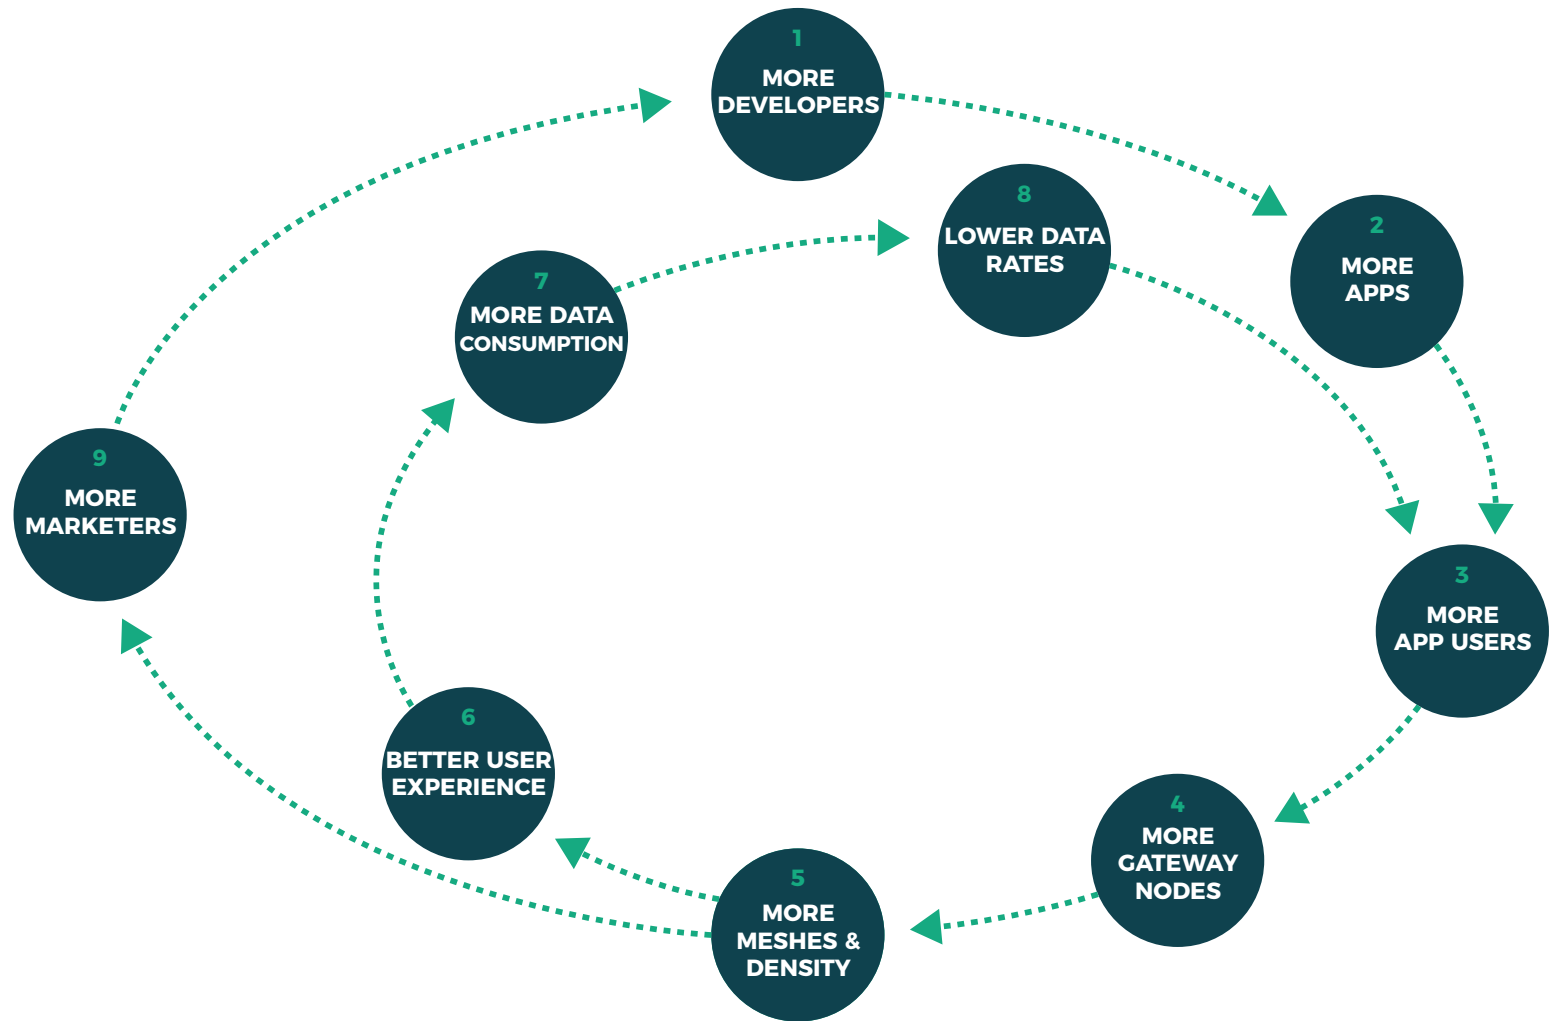 1
MORE
DEVELOPERS
2
MORE
APPS
3
MORE
APP USERS
4
MORE
GATEWAY
NODES
5
MORE
MESHES &
DENSITY
6
BETTER USER
EXPERIENCE
7
MORE DATA
CONSUMPTION
8
LOWER DATA
RATES
9
MORE
MARKETERS